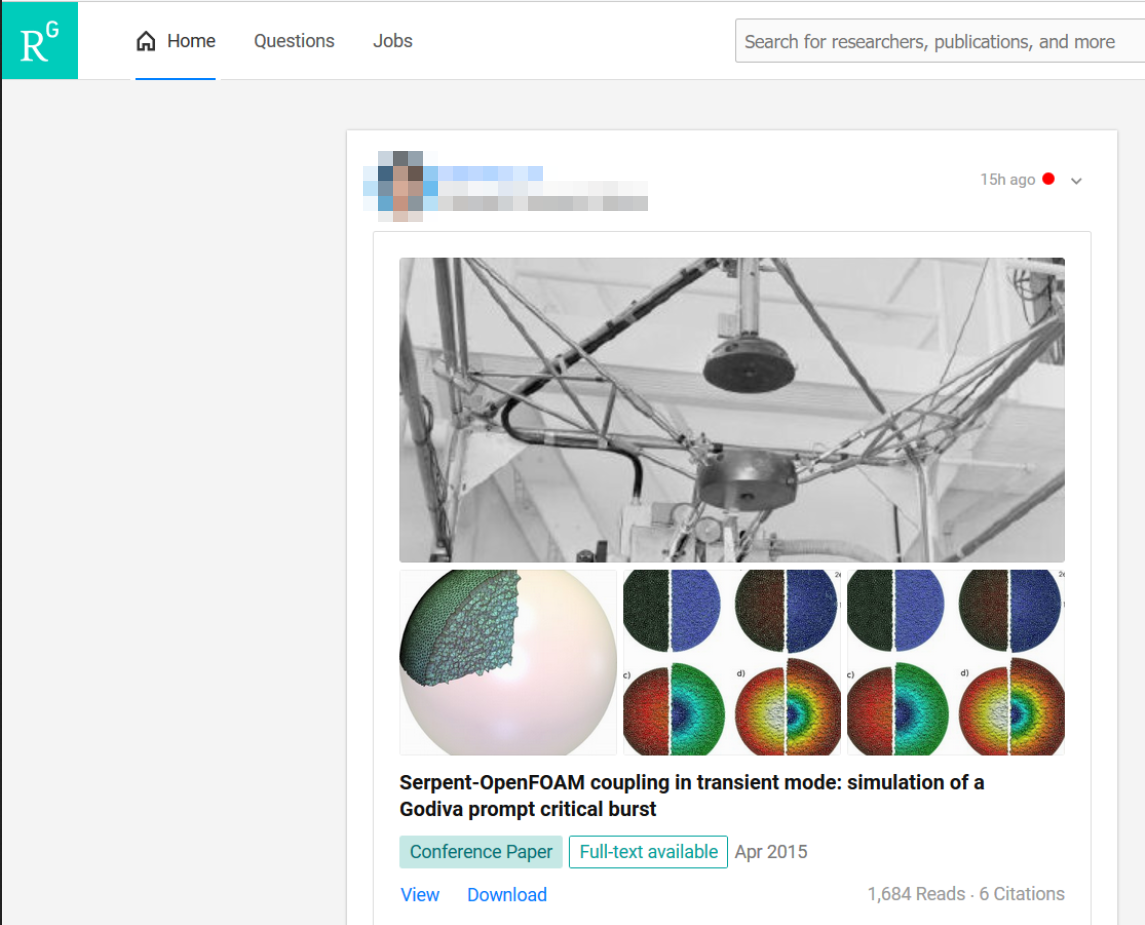 RG
Home
Questions
Jobs
Search for researchers, publications, and more
15h ago
c)
d)
c)
d)
Serpent-OpenFOAM coupling in transient mode: simulation of a
Godiva prompt critical burst
Conference Paper
Full-text available
Apr 2015
View
Download
1,684 Reads · 6 Citations